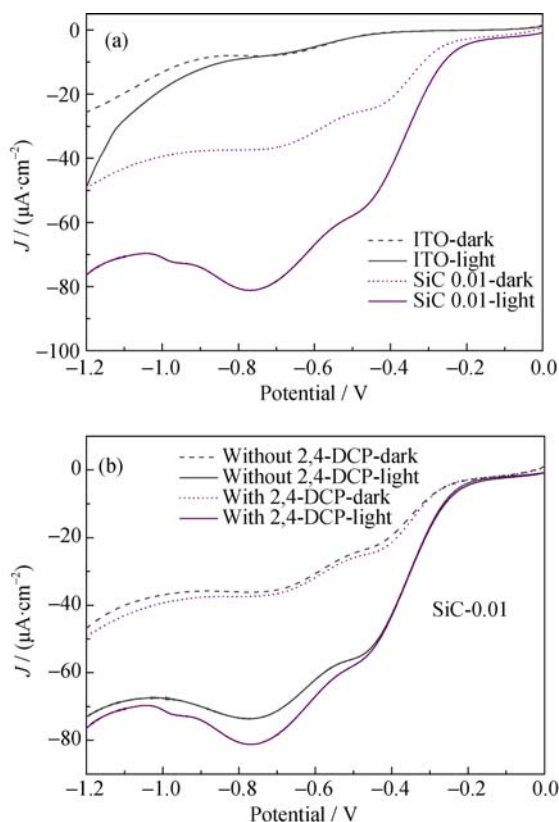 (a)
0
−20
−40
−60
−80
−100
J / (μA·cm⁻²)
ITO-dark
ITO-light
SiC 0.01-dark
SiC 0.01-light
−1.2 −1.0 −0.8 −0.6 −0.4 −0.2 0.0
Potential / V
(b)
0
−20
−40
−60
−80
J / (μA·cm⁻²)
Without 2,4-DCP-dark
Without 2,4-DCP-light
With 2,4-DCP-dark
With 2,4-DCP-light
SiC-0.01
−1.2 −1.0 −0.8 −0.6 −0.4 −0.2 0.0
Potential / V